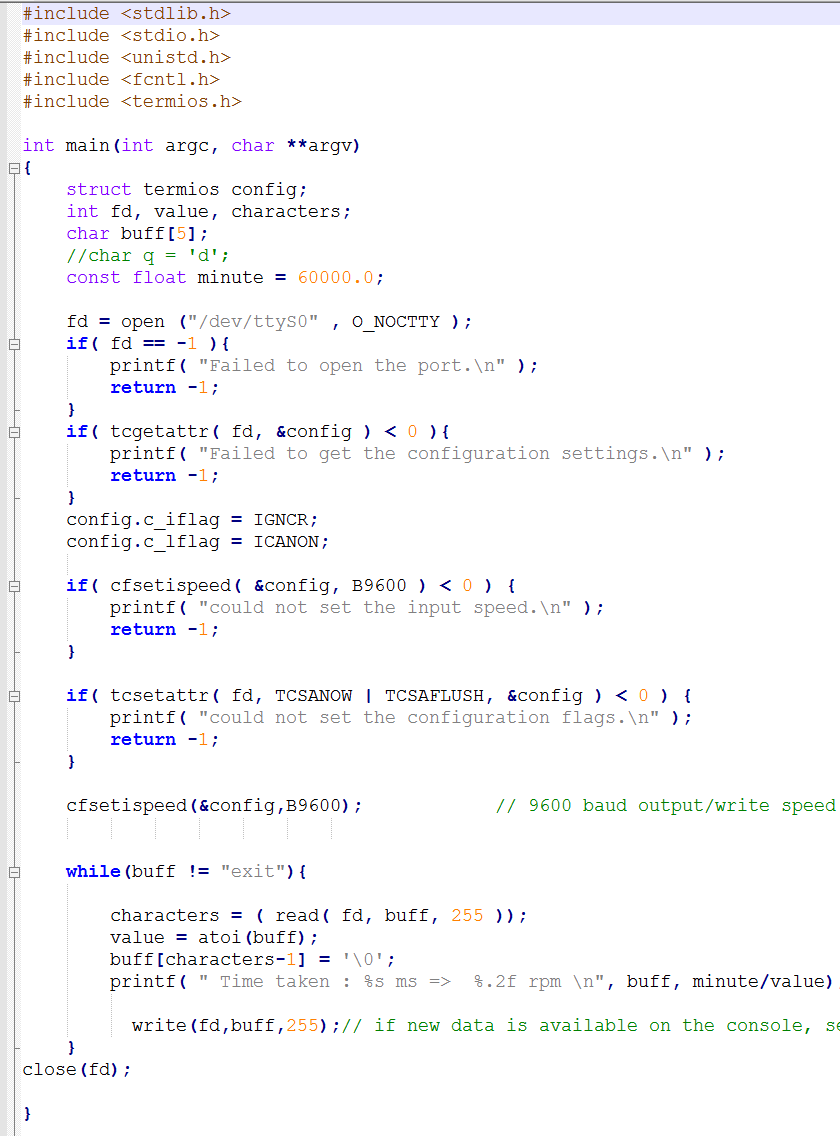 #include <stdlib.h>
#include <stdio.h>
#include <unistd.h>
#include <fcntl.h>
#include <termios.h>
int main(int argc, char **argv)
{
struct termios config;
int fd, value, characters;
char buff[5];
//char q = 'd';
const float minute = 60000.0;
fd = open ("/dev/ttyS0" , O_NOCTTY );
if( fd == -1 ){
printf( "Failed to open the port.\n" );
return -1;
}
if( tcgetattr( fd, &config ) < 0 ){
printf( "Failed to get the configuration settings.\n" );
return -1;
}
config.c_iflag = IGNCR;
config.c_lflag = ICANON;
if( cfsetispeed( &config, B9600 ) < 0 ) {
printf( "could not set the input speed.\n" );
return -1;
}
if( tcsetattr( fd, TCSANOW | TCSAFLUSH, &config ) < 0 ) {
printf( "could not set the configuration flags.\n" );
return -1;
}
cfsetispeed(&config,B9600); // 9600 baud output/write speed
while(buff != "exit"){
characters = ( read( fd, buff, 255 ));
value = atoi(buff);
buff[characters-1] = '\0';
printf( " Time taken : %s ms => %.2f rpm \n", buff, minute/value)
write(fd,buff,255);// if new data is available on the console, se
}
close(fd);
}